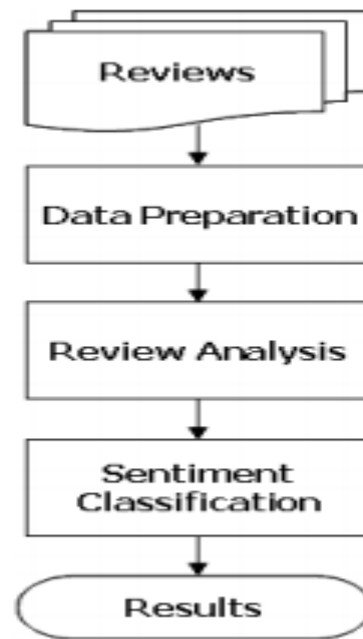 Reviews
Data Preparation
Review Analysis
Sentiment
Classification
Results